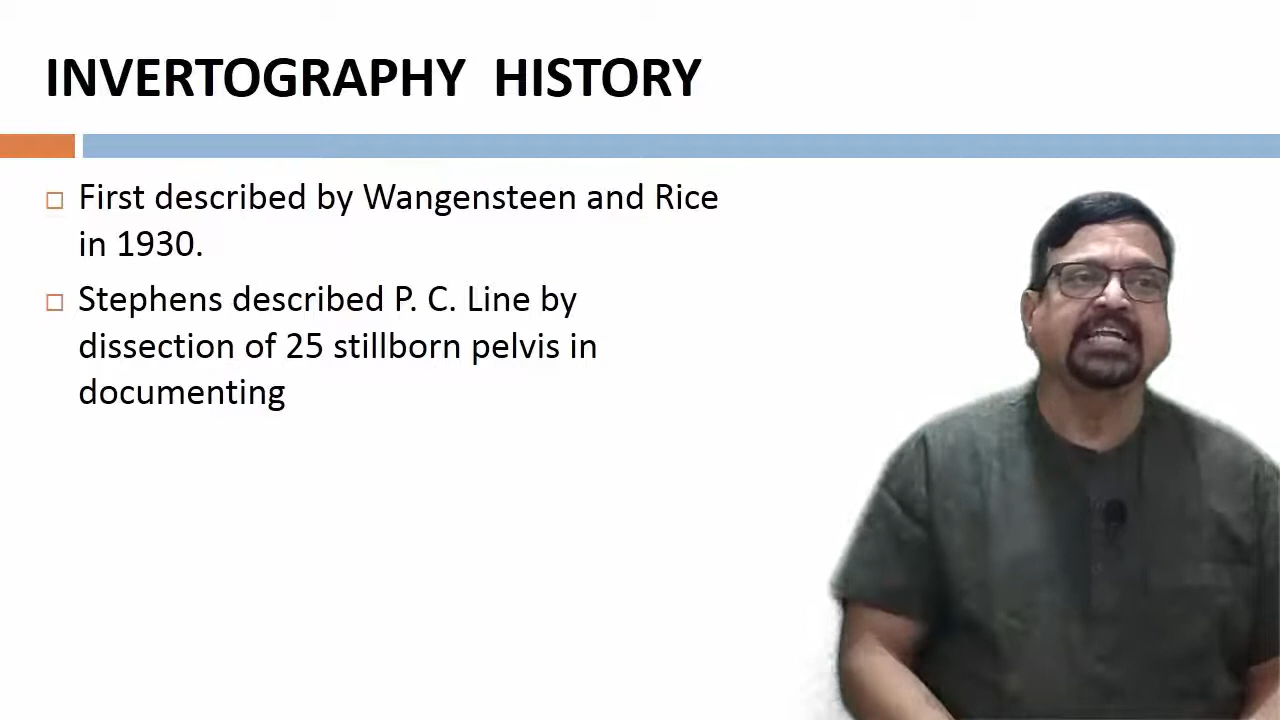 INVERTOGRAPHY HISTORY
First described by Wangensteen and Rice
in 1930.
Stephens described P. C. Line by
dissection of 25 stillborn pelvis in
documenting